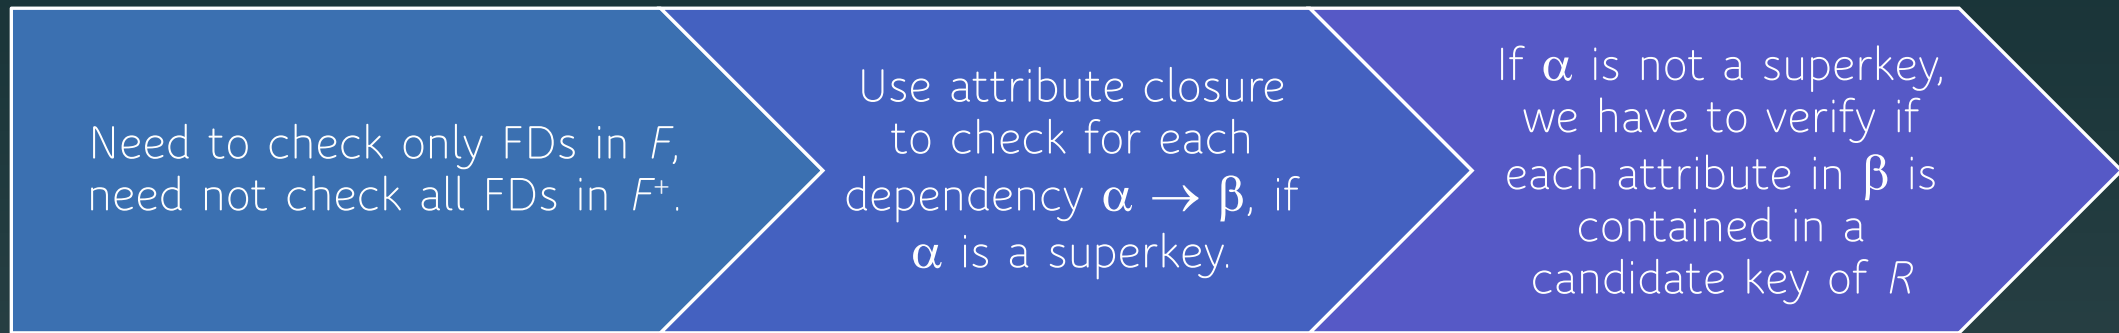 Need to check only FDs in F,
need not check all FDs in F⁺.
Use attribute closure
to check for each
dependency α → β, if
α is a superkey.
If α is not a superkey,
we have to verify if
each attribute in β is
contained in a
candidate key of R